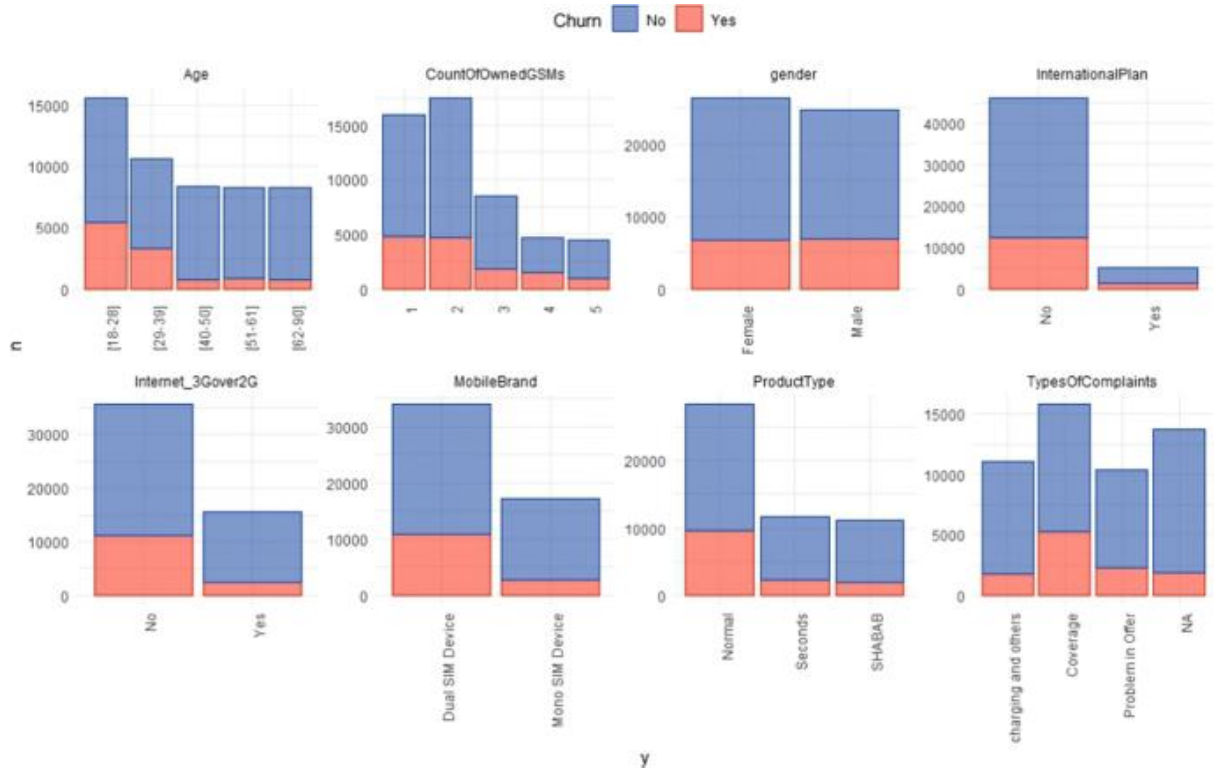 Churn No Yes
Age CountOfOwnedGSMs gender InternationalPlan
15000
10000
5000
0
[18-28]
[29-39]
[40-50]
[51-61]
[62-90]
15000
10000
5000
0
1
2
3
4
5
20000
10000
0
Female
Male
40000
30000
20000
10000
0
No
Yes
n
Internet_3Gover2G MobileBrand ProductType TypesOfComplaints
30000
20000
10000
0
No
Yes
30000
20000
10000
0
Dual SIM Device
Mono SIM Device
20000
10000
0
Normal
Seconds
SHABAB
15000
10000
5000
0
charging and others
Coverage
Problem in Offer
NA
y